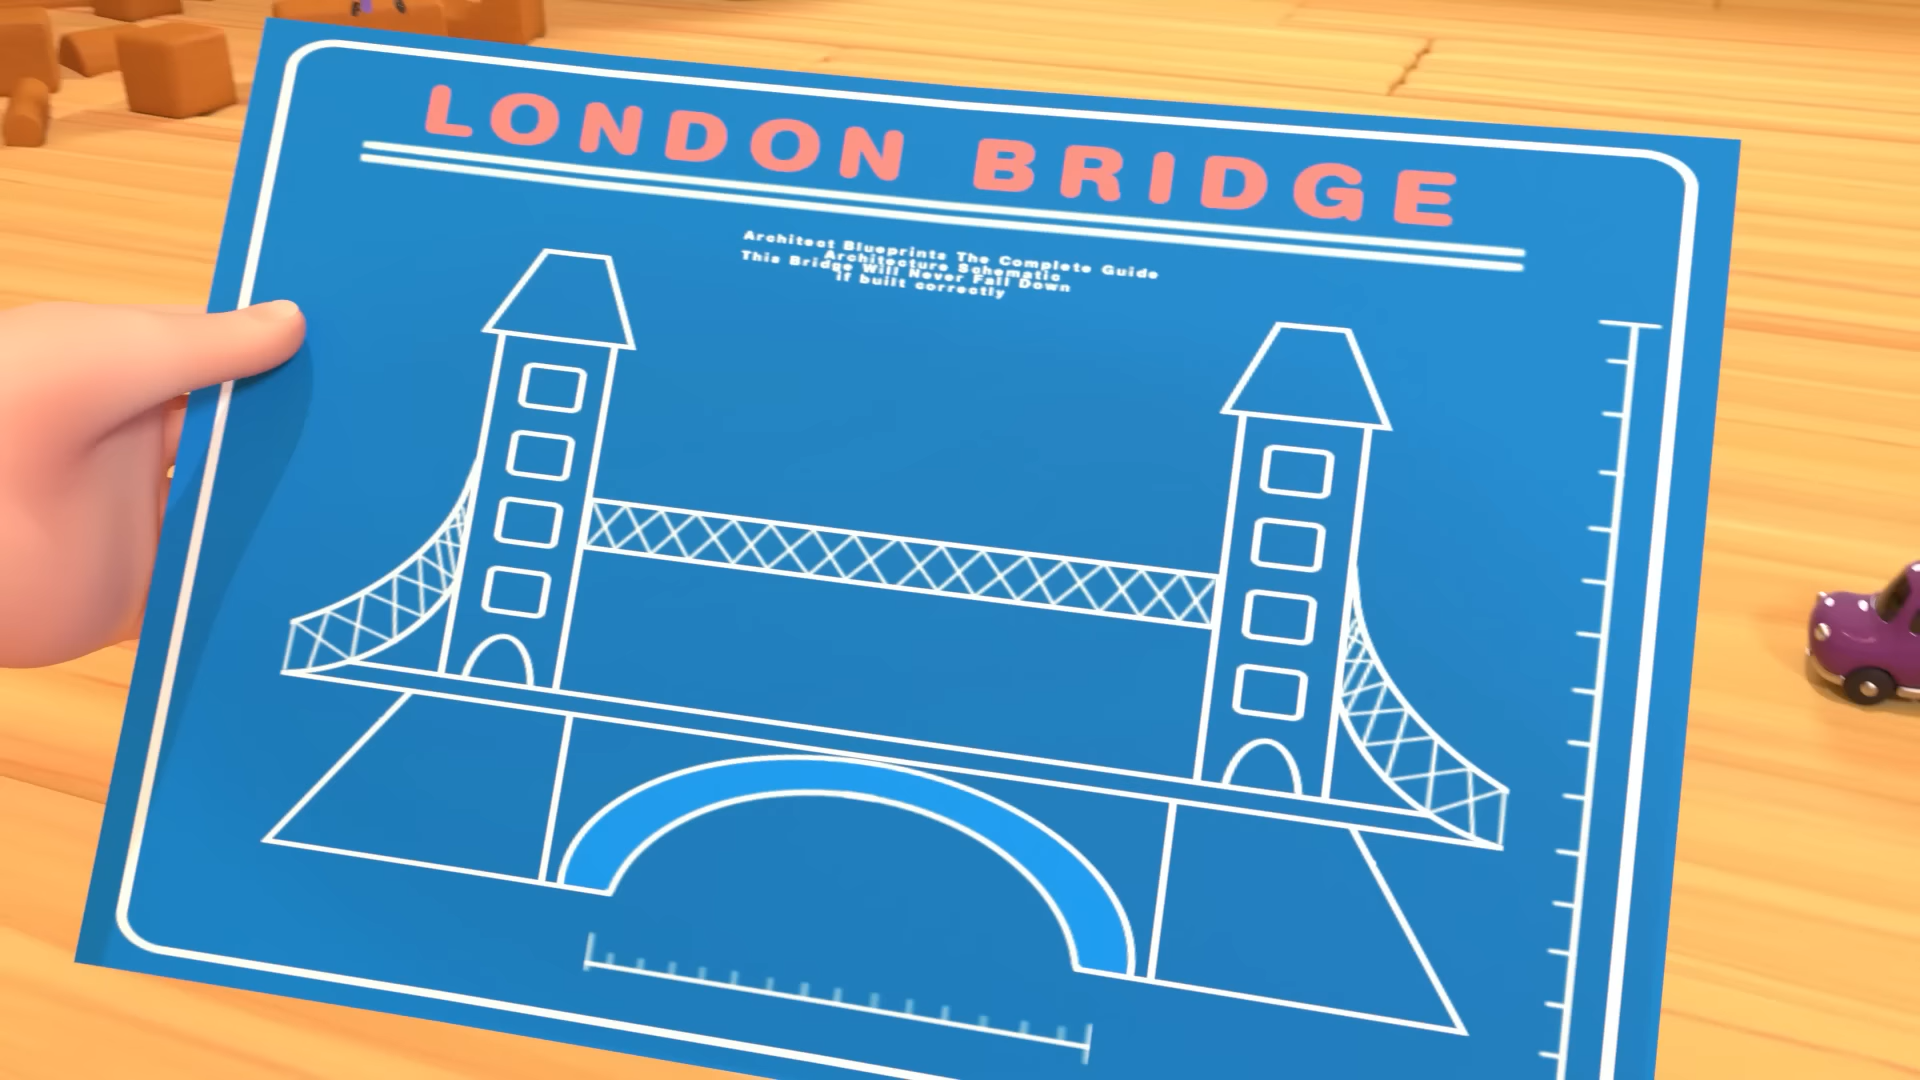 LONDON BRIDGE
Architect Blueprints The Complete Guide
Architecture Schematic
This Bridge Will Never Fall Down
If built correctly